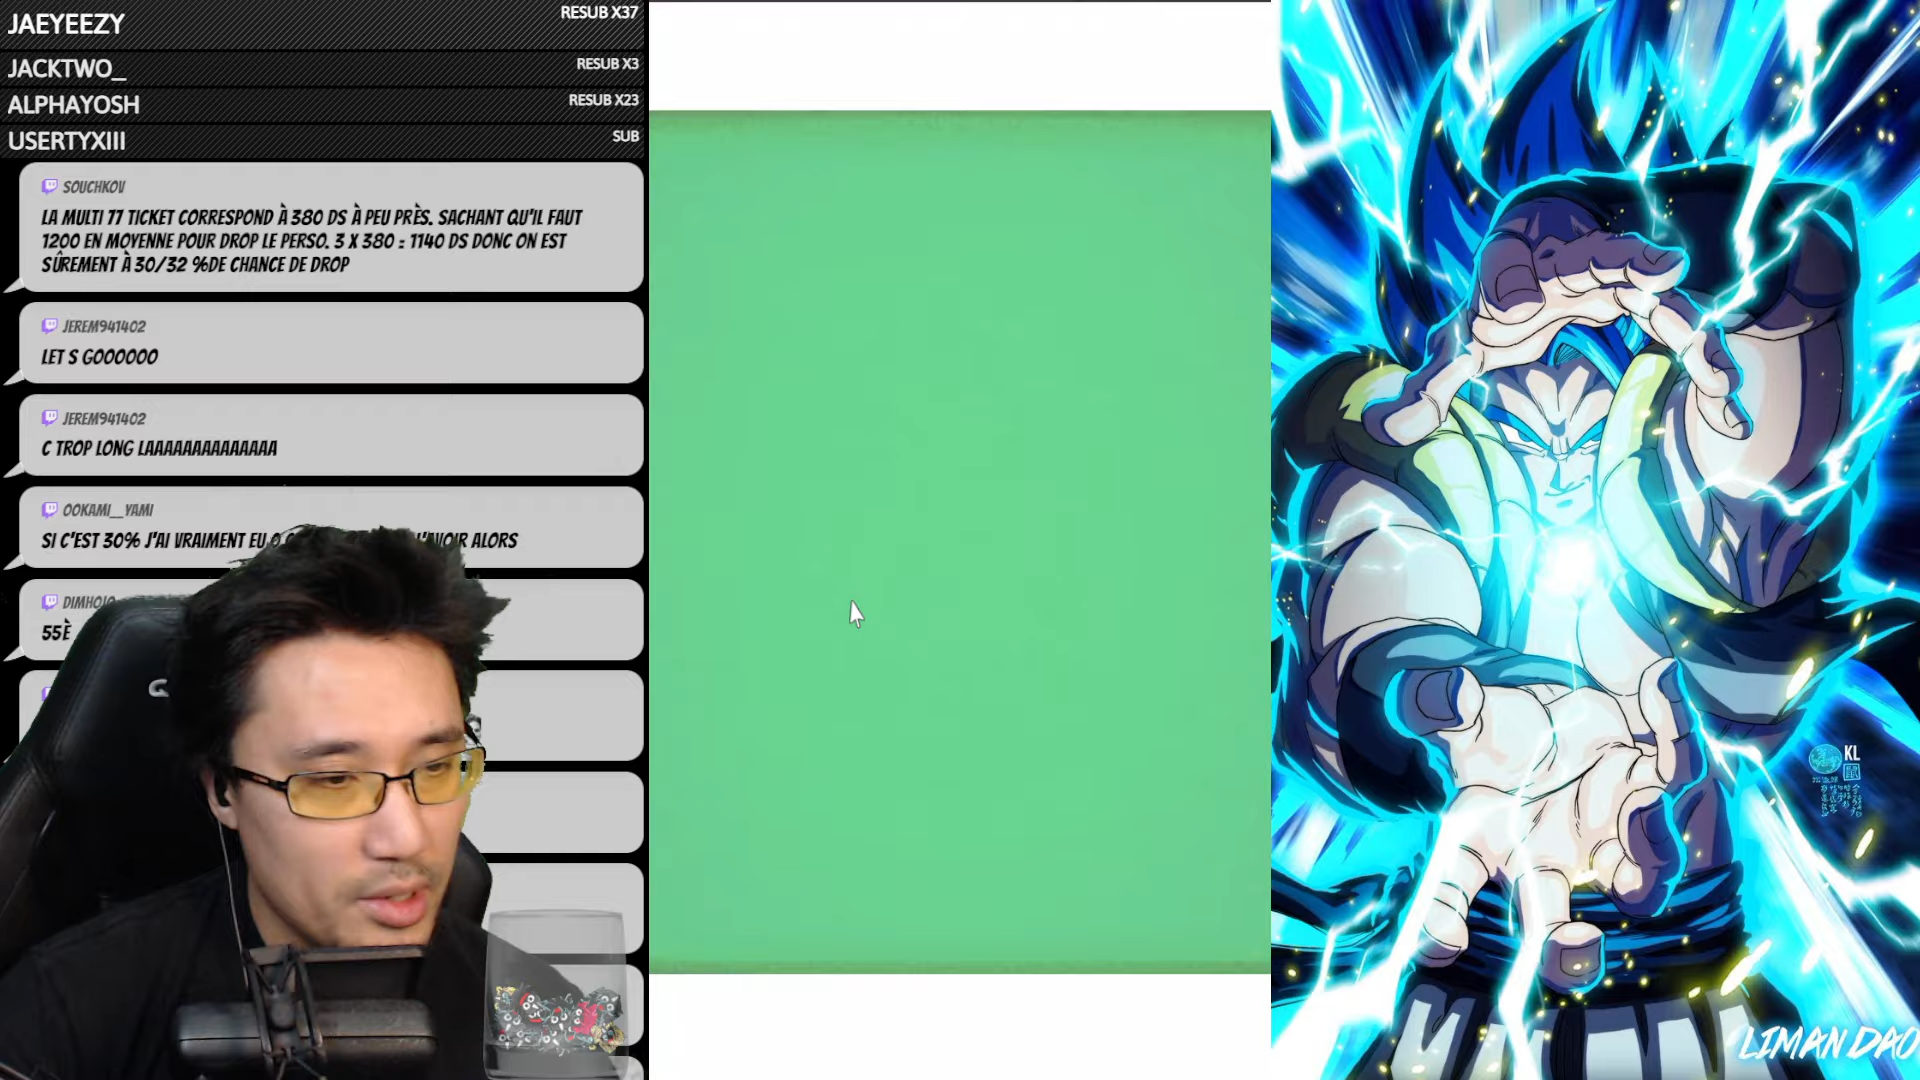 JAEYEEZY
RESUB X37
JACKTWO_
RESUB X3
ALPHAYOSH
RESUB X23
USERTYXIII
SUB
SOUCHKOV
LA MULTI 77 TICKET CORRESPOND À 380 DS À PEU PRÈS. SACHANT QU'IL FAUT
1200 EN MOYENNE POUR DROP LE PERSO. 3 X 380 = 1140 DS DONC ON EST
SÛREMENT À 30/32 %DE CHANCE DE DROP
JEREM941402
LET S GOOOOOO
JEREM941402
C TROP LONG LAAAAAAAAAAAAAA
OOKAMI__YAMI
SI C'EST 30% J'AI VRAIMENT EU
ALORS
DIMHOJO
55È
KL
LIMANDAO